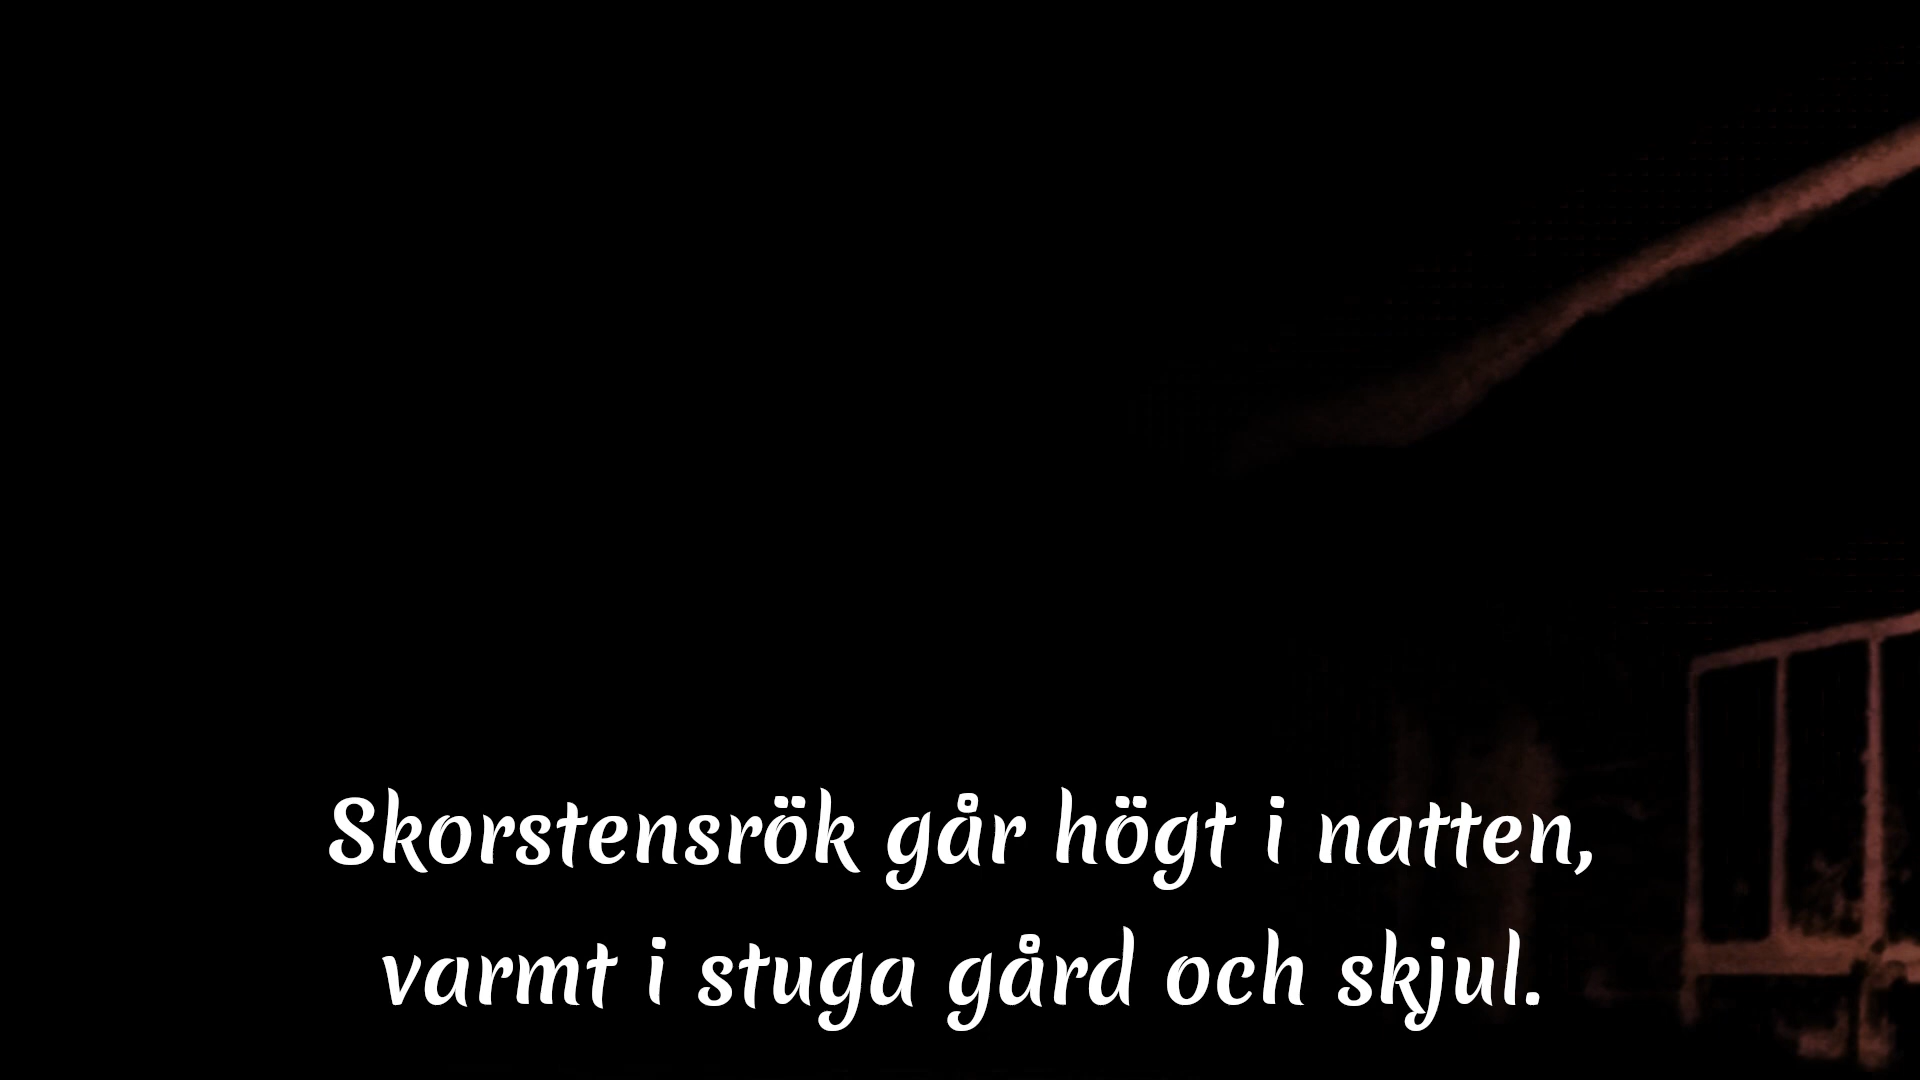 Skorstensrök går högt i natten,
varmt i stuga gård och skjul.